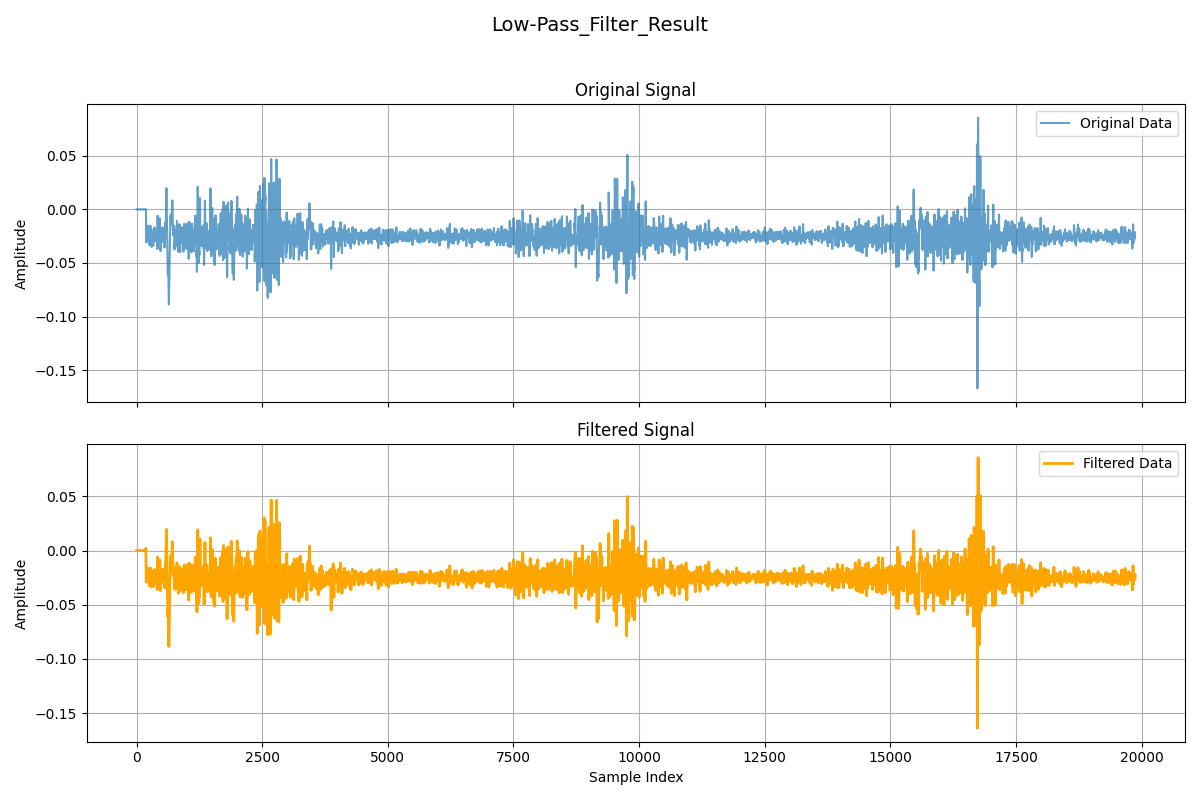 Low-Pass_Filter_Result
Original Signal
Original Data
Amplitude
0.05
0.00
−0.05
−0.10
−0.15
Filtered Signal
Filtered Data
Amplitude
0.05
0.00
−0.05
−0.10
−0.15
0 2500 5000 7500 10000 12500 15000 17500 20000
Sample Index